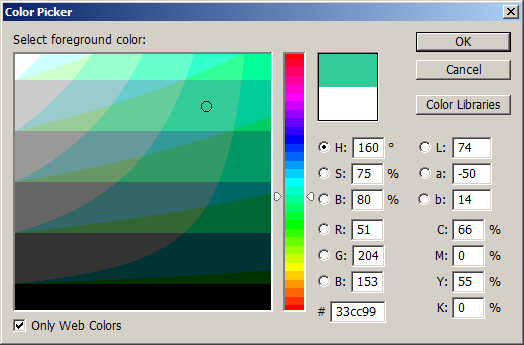 Color Picker
Select foreground color:
OK
Cancel
Color Libraries
H: 160 °
L: 74
S: 75 %
a: -50
B: 80 %
b: 14
R: 51
C: 66 %
G: 204
M: 0 %
B: 153
Y: 55 %
# 33cc99
K: 0 %
Only Web Colors